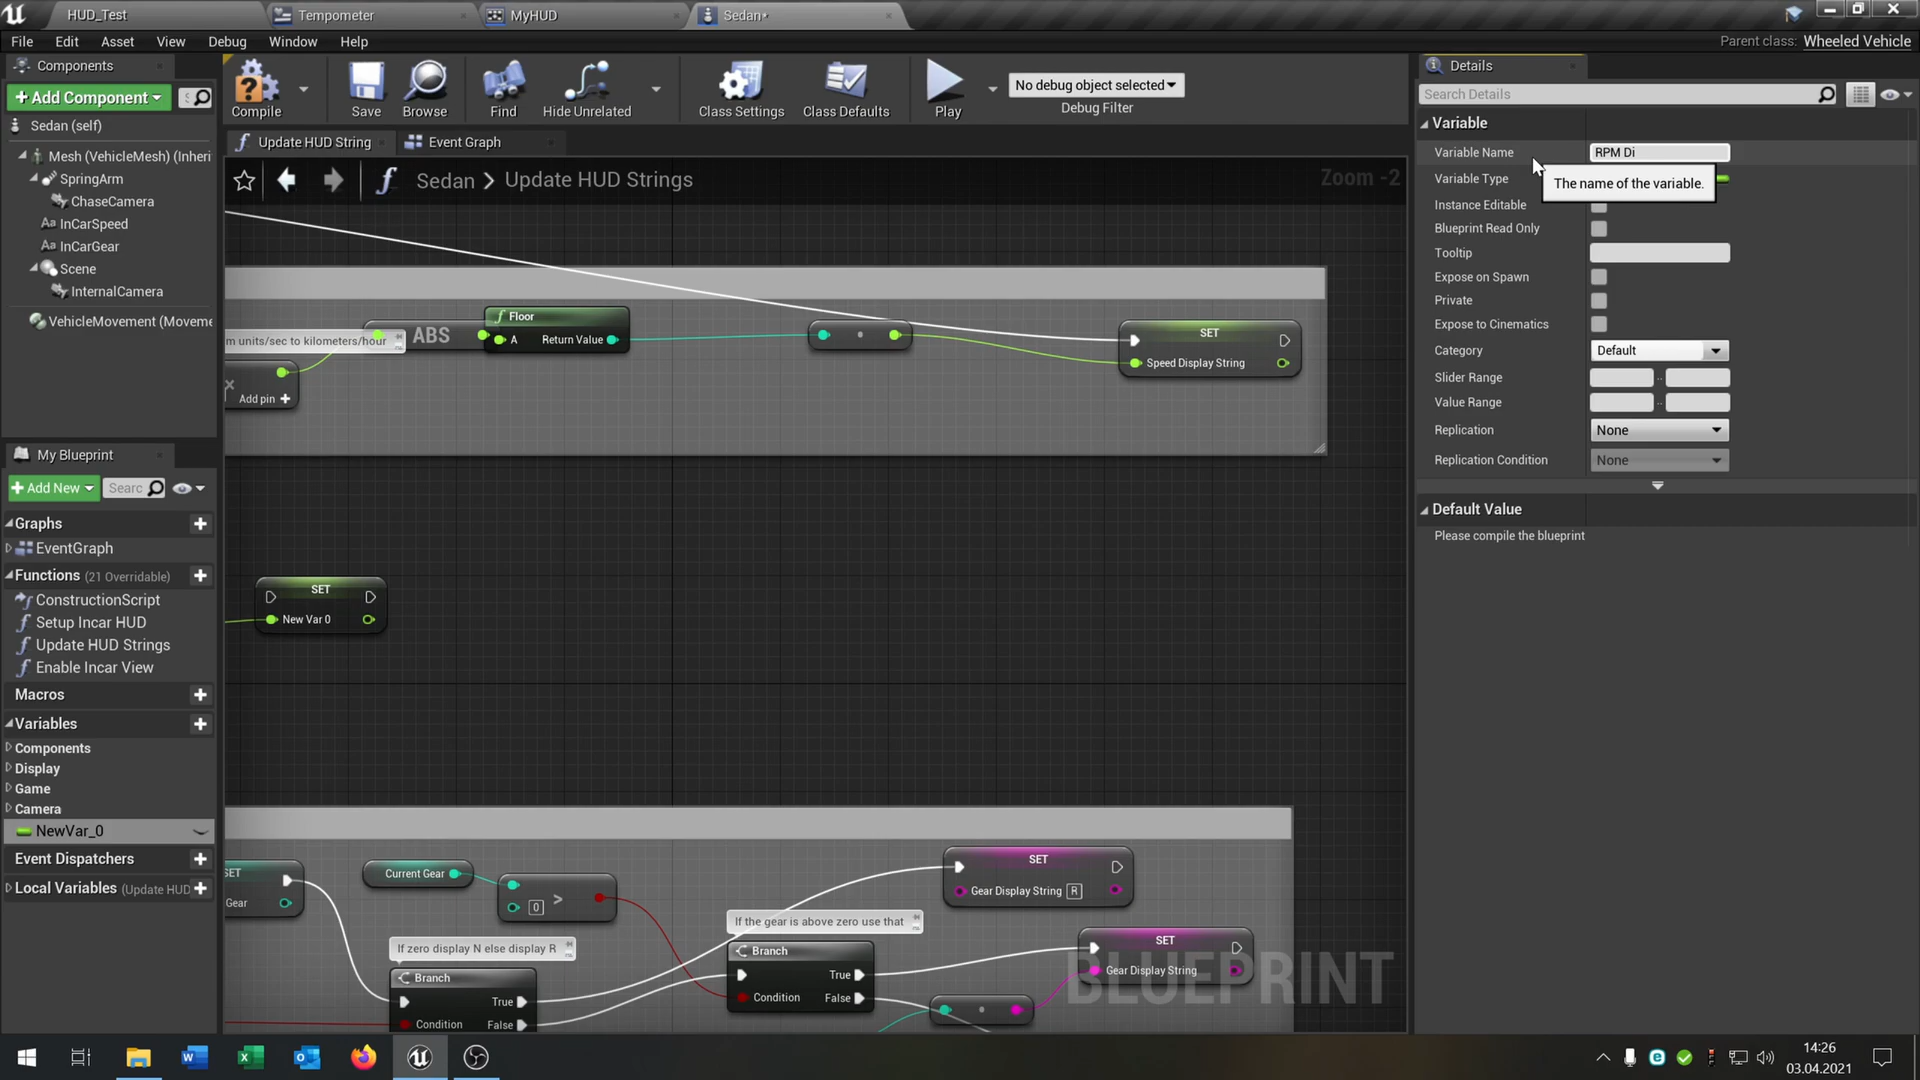 HUD_Test
Tempometer
MyHUD
Sedan*
File
Edit
Asset
View
Debug
Window
Help
Parent class: Wheeled Vehicle
Components
+ Add Component
Sedan (self)
Mesh (VehicleMesh) (Inheri
SpringArm
ChaseCamera
InCarSpeed
InCarGear
Scene
InternalCamera
VehicleMovement (Moveme
Compile
Save
Browse
Find
Hide Unrelated
Class Settings
Class Defaults
Play
No debug object selected
Debug Filter
Update HUD String
Event Graph
Sedan > Update HUD Strings
Zoom -2
m units/sec to kilometers/hour
ABS
Floor
A
Return Value
SET
Speed Display String
Add pin +
SET
New Var 0
SET
Gear
Current Gear
0
>
If zero display N else display R
Branch
True
Condition
False
If the gear is above zero use that
Branch
True
Condition
False
SET
Gear Display String R
SET
Gear Display String
BLUEPRINT
My Blueprint
+ Add New
Searc
Graphs
EventGraph
Functions (21 Overridable)
ConstructionScript
Setup Incar HUD
Update HUD Strings
Enable Incar View
Macros
Variables
Components
Display
Game
Camera
NewVar_0
Event Dispatchers
Local Variables (Update HUD
Details
Search Details
Variable
Variable Name
RPM Di
The name of the variable.
Variable Type
Instance Editable
Blueprint Read Only
Tooltip
Expose on Spawn
Private
Expose to Cinematics
Category
Default
Slider Range
Value Range
Replication
None
Replication Condition
None
Default Value
Please compile the blueprint
14:26
03.04.2021